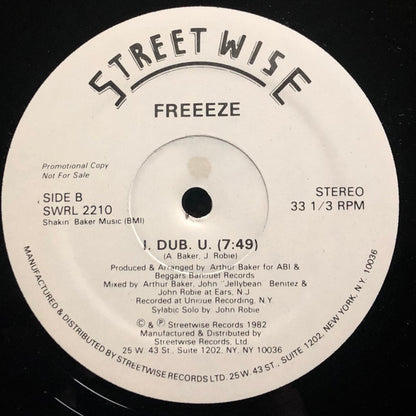 STREET WISE
FREEEZE
Promotional Copy
Not For Sale
SIDE B
SWRL 2210
Shakin' Baker Music (BMI)
STEREO
33 1/3 RPM
I. DUB. U. (7:49)
(A. Baker, J. Robie)
Produced & Arranged by Arthur Baker for ABI &
Beggars Banquet Records
Mixed by Arthur Baker, John "Jellybean" Benitez &
John Robie at Ears, N.J
Recorded at Unique Recording, N.Y.
Sylabic Solo by John Robie
© & ℗ Streetwise Records 1982
Manufactured & Distributed by
Streetwise Records, Ltd.
25 W. 43 St., Suite 1202, NY, NY 10036
MANUFACTURED & DISTRIBUTED BY STREETWISE RECORDS LTD. 25 W. 43 ST., SUITE 1202, NEW YORK, N.Y. 10036